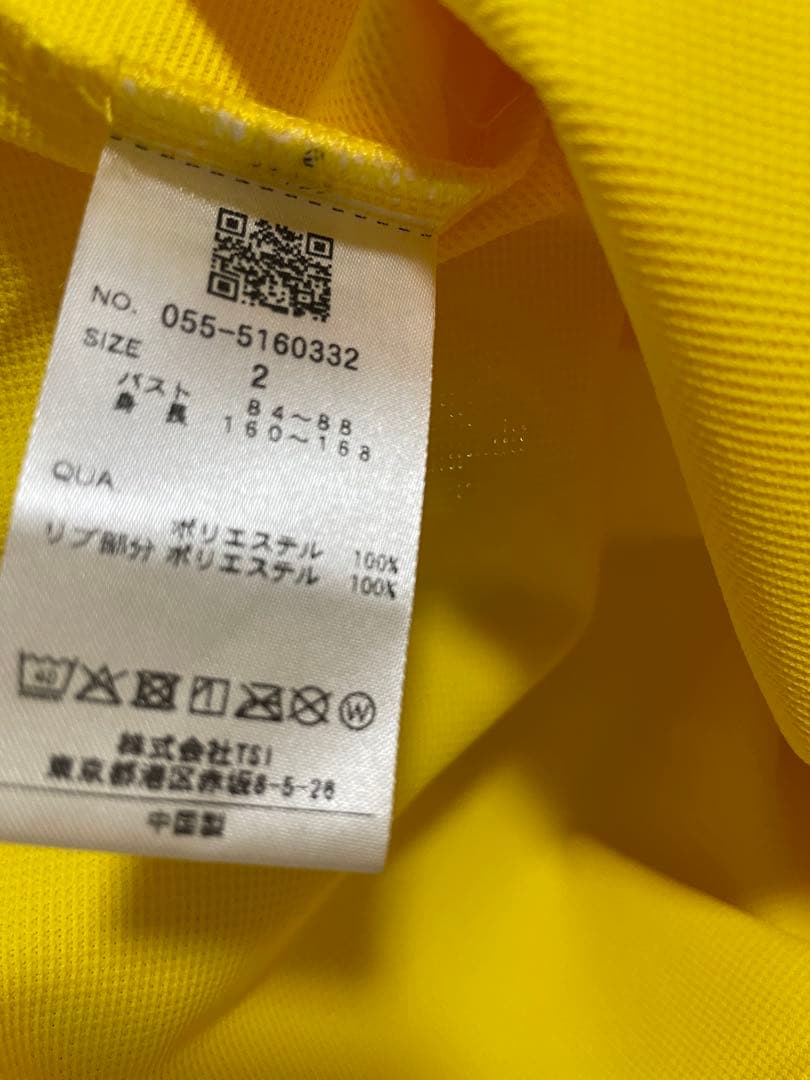 NO. 055-5160332
SIZE 2
バスト 84～88
身長 160～168
QUA
ポリエステル 100%
リブ部分 ポリエステル 100%
40
W
株式会社TSI
東京都港区赤坂8-5-28
中国製